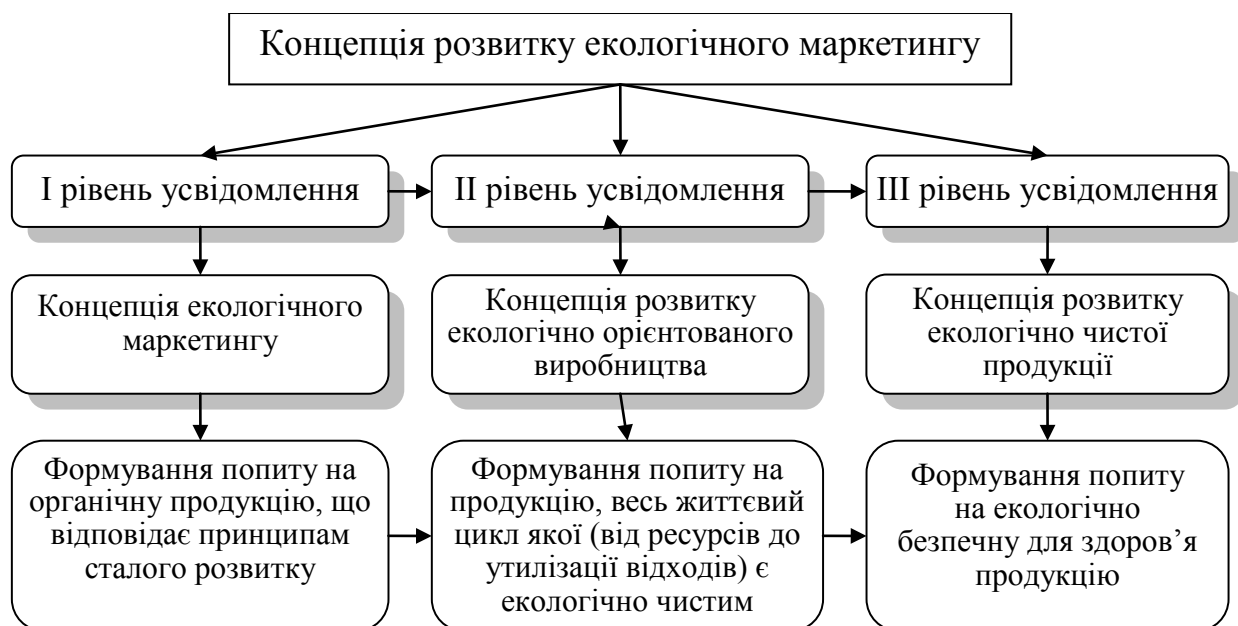 Концепція розвитку екологічного маркетингу
I рівень усвідомлення
II рівень усвідомлення
III рівень усвідомлення
Концепція екологічного
маркетингу
Концепція розвитку
екологічно орієнтованого
виробництва
Концепція розвитку
екологічно чистої
продукції
Формування попиту на
органічну продукцію, що
відповідає принципам
сталого розвитку
Формування попиту на
продукцію, весь життєвий
цикл якої (від ресурсів до
утилізації відходів) є
екологічно чистим
Формування попиту
на екологічно
безпечну для здоров’я
продукцію